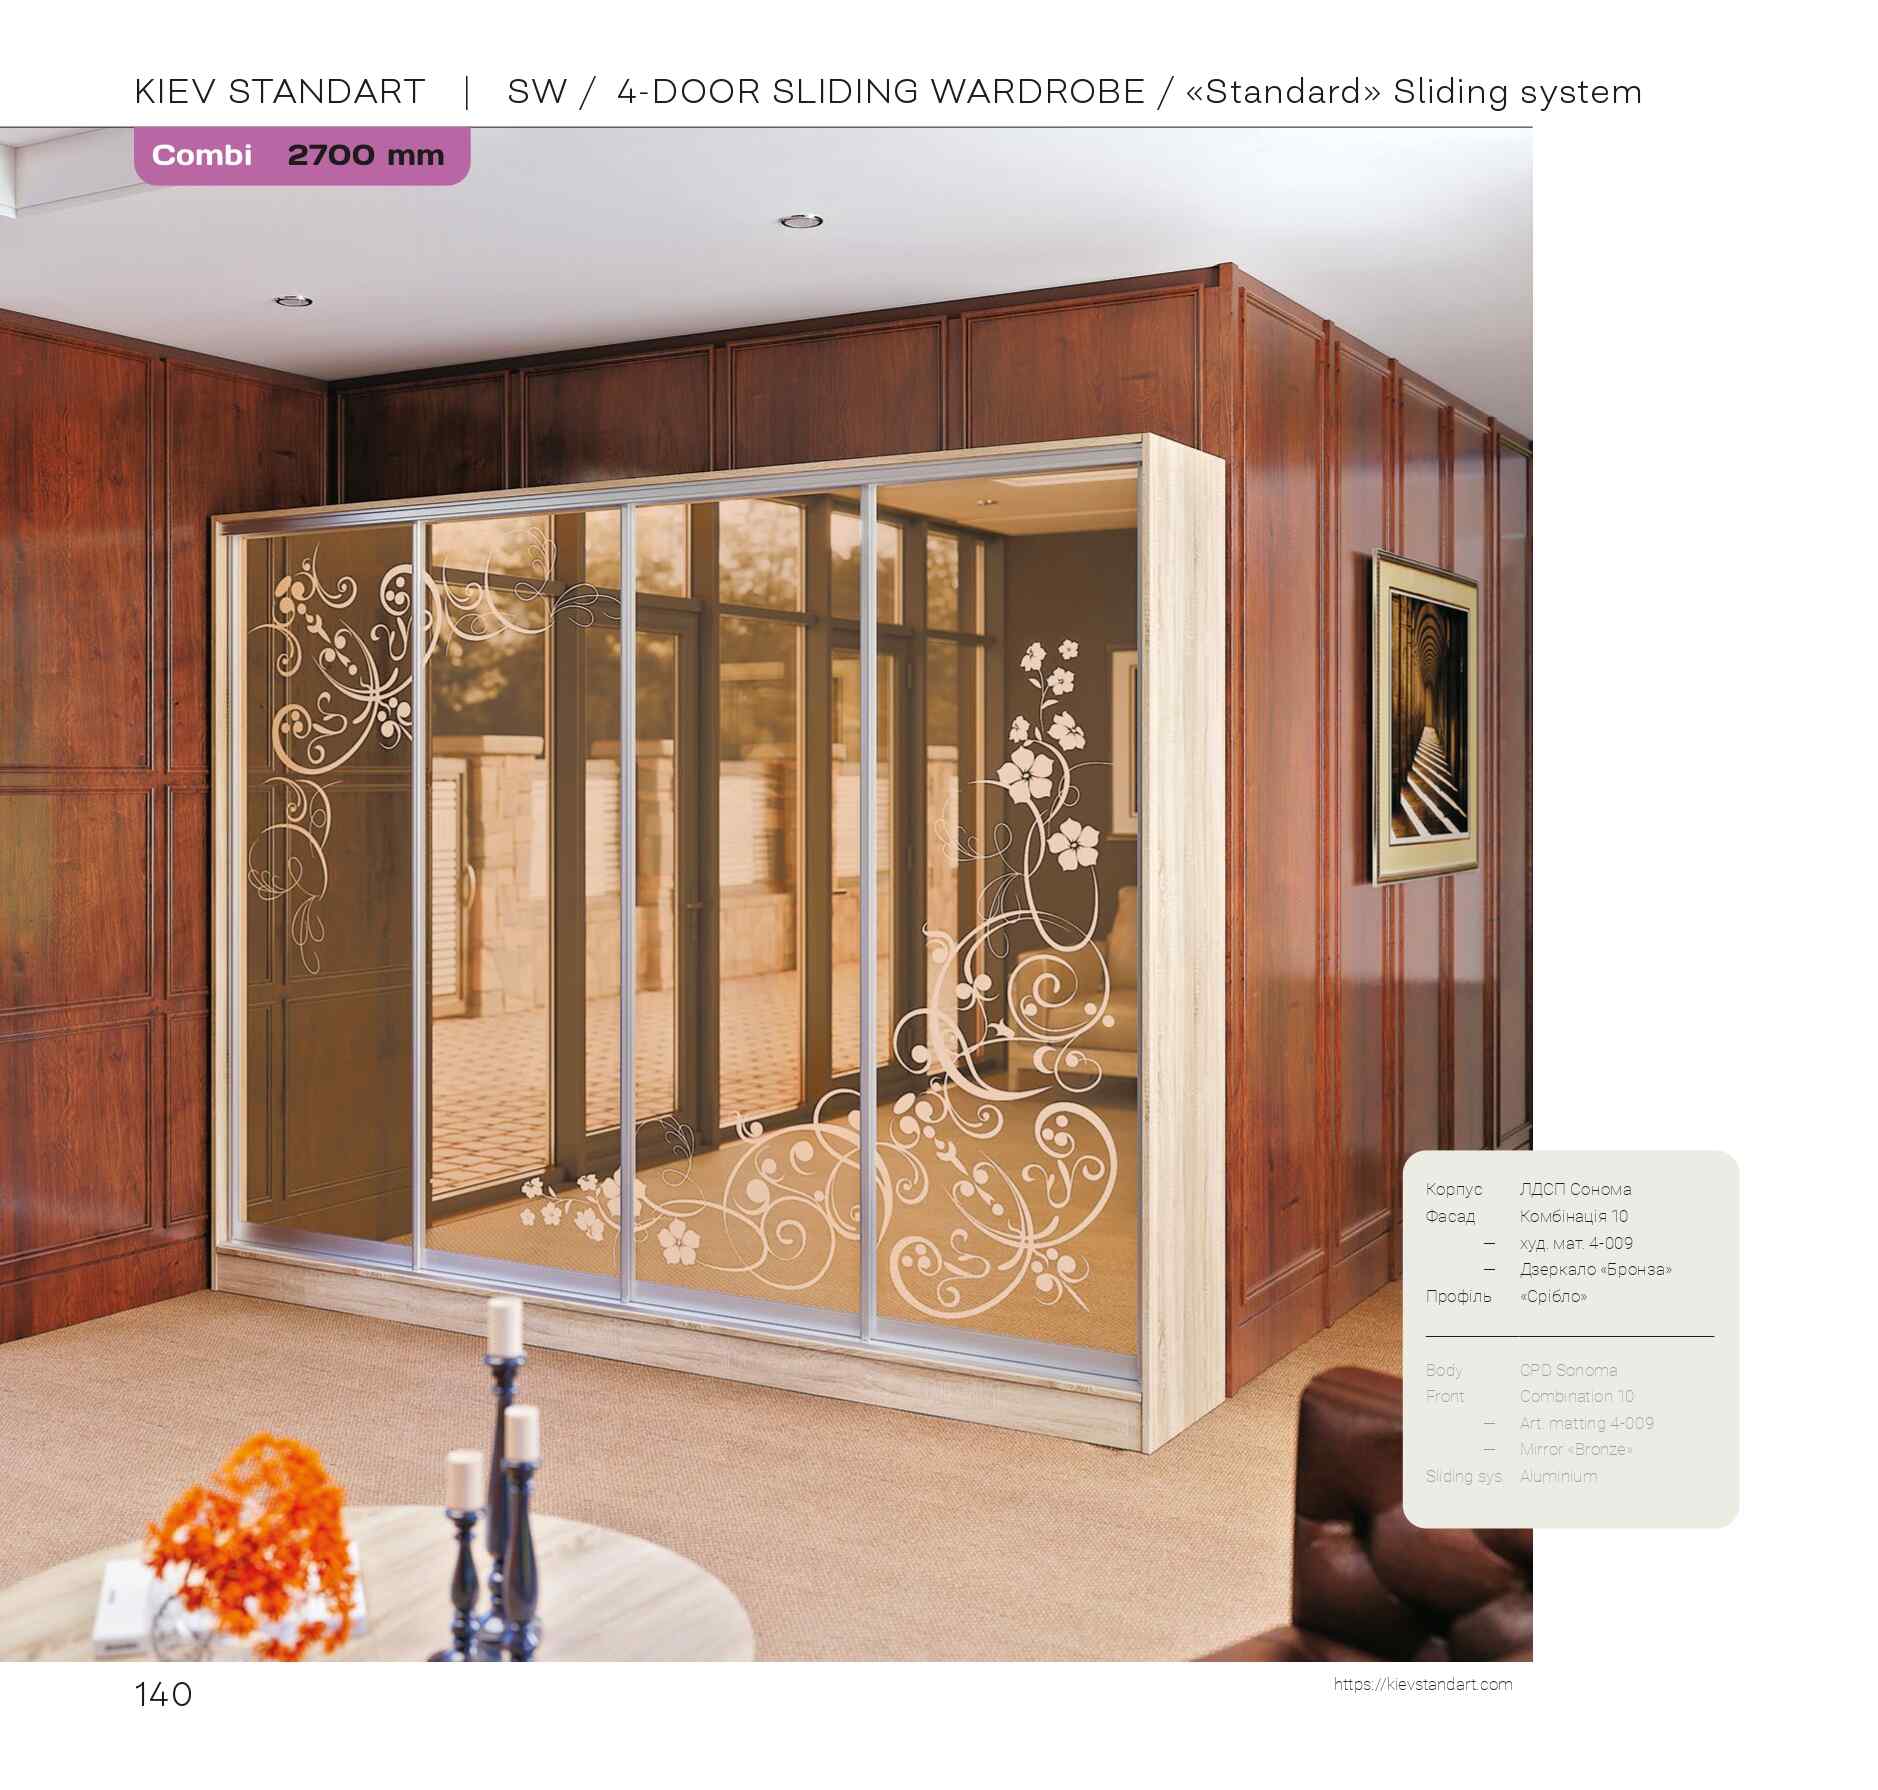 KIEV STANDART | SW / 4-DOOR SLIDING WARDROBE / «Standard» Sliding system
Combi 2700 mm
Корпус ЛДСП Сонома
Фасад Комбінація 10
— худ. мат. 4-009
— Дзеркало «Бронза»
Профіль «Срібло»
Body CPD Sonoma
Front Combination 10
— Art. matting 4-009
— Mirror «Bronze»
Sliding sys. Aluminium
140
https://kievstandart.com